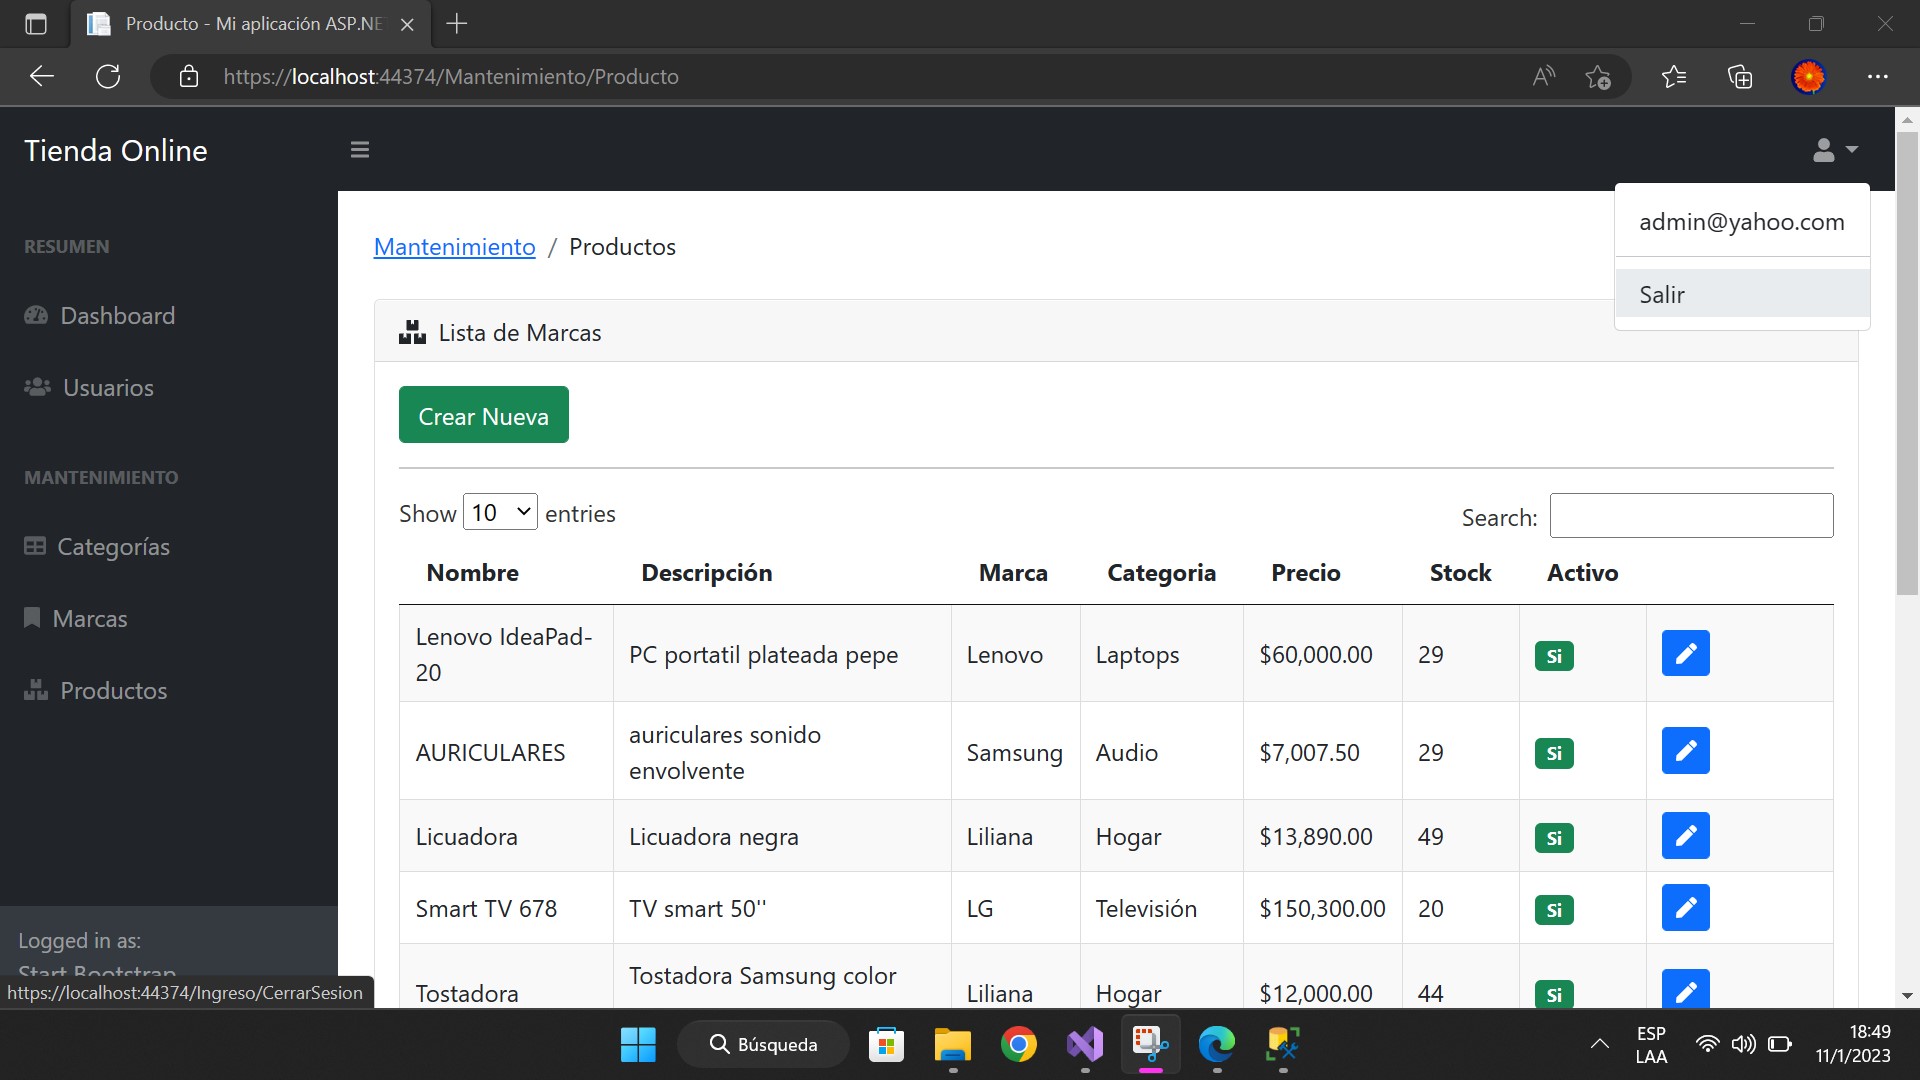 Producto - Mi aplicación ASP.NE
https://localhost:44374/Mantenimiento/Producto
Tienda Online
admin@yahoo.com
Salir
RESUMEN
Dashboard
Usuarios
MANTENIMIENTO
Categorías
Marcas
Productos
Logged in as:
Start Bootstrap
https://localhost:44374/Ingreso/CerrarSesion
Mantenimiento / Productos
Lista de Marcas
Crear Nueva
Show 10 entries
Search:
Nombre Descripción Marca Categoria Precio Stock Activo
Lenovo IdeaPad-
20 PC portatil plateada pepe Lenovo Laptops $60,000.00 29 Si
AURICULARES auriculares sonido
envolvente Samsung Audio $7,007.50 29 Si
Licuadora Licuadora negra Liliana Hogar $13,890.00 49 Si
Smart TV 678 TV smart 50'' LG Televisión $150,300.00 20 Si
Tostadora Samsung color
Tostadora Liliana Hogar $12,000.00 44 Si
Búsqueda
ESP
LAA
18:49
11/1/2023